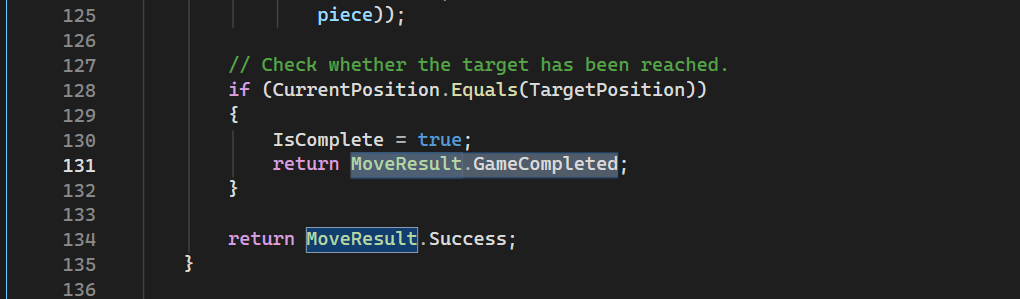 125 piece));
126
127 // Check whether the target has been reached.
128 if (CurrentPosition.Equals(TargetPosition))
129 {
130 IsComplete = true;
131 return MoveResult.GameCompleted;
132 }
133
134 return MoveResult.Success;
135 }
136